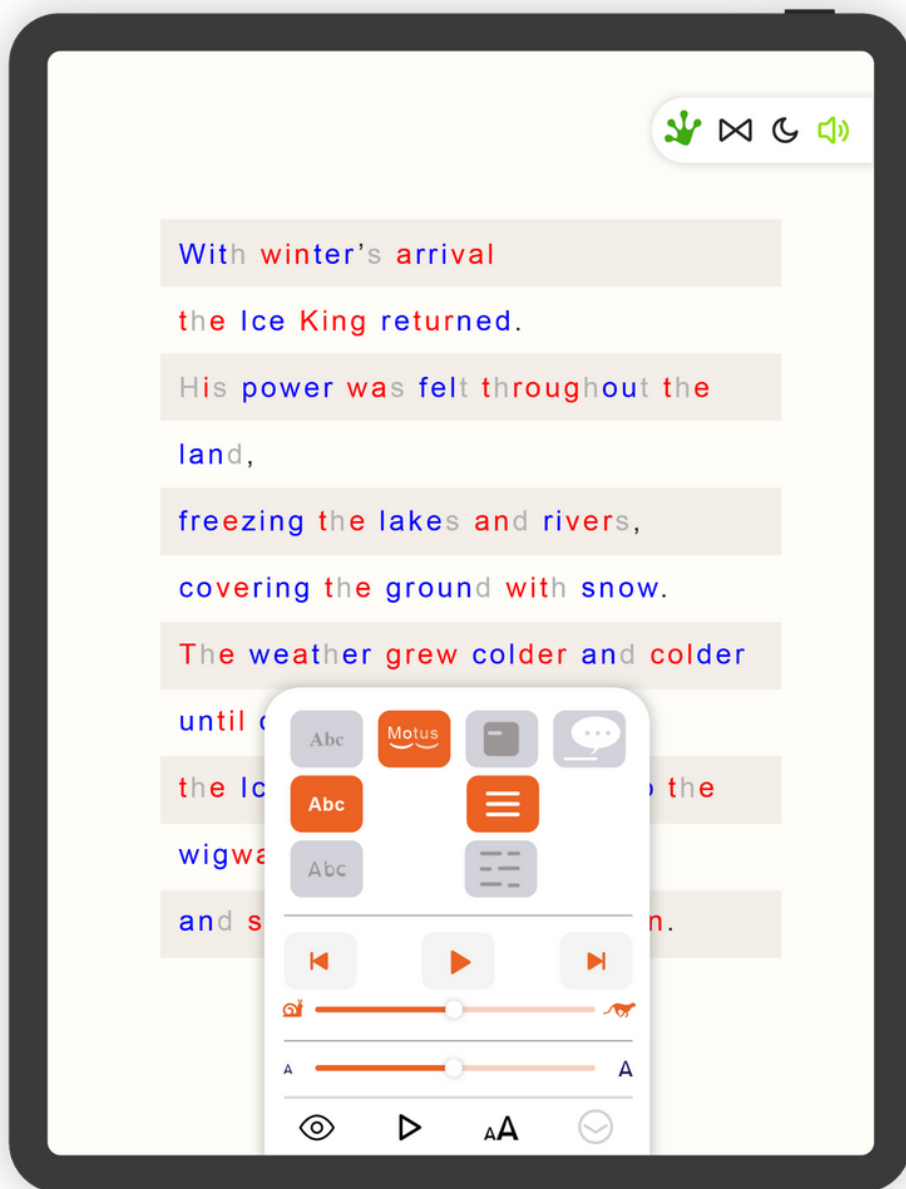 With winter's arrival
the Ice King returned.
His power was felt throughout the
land,
freezing the lakes and rivers,
covering the ground with snow.
The weather grew colder and colder
until
the the
and
Abc
Motus
Abc
Abc
A A
AA